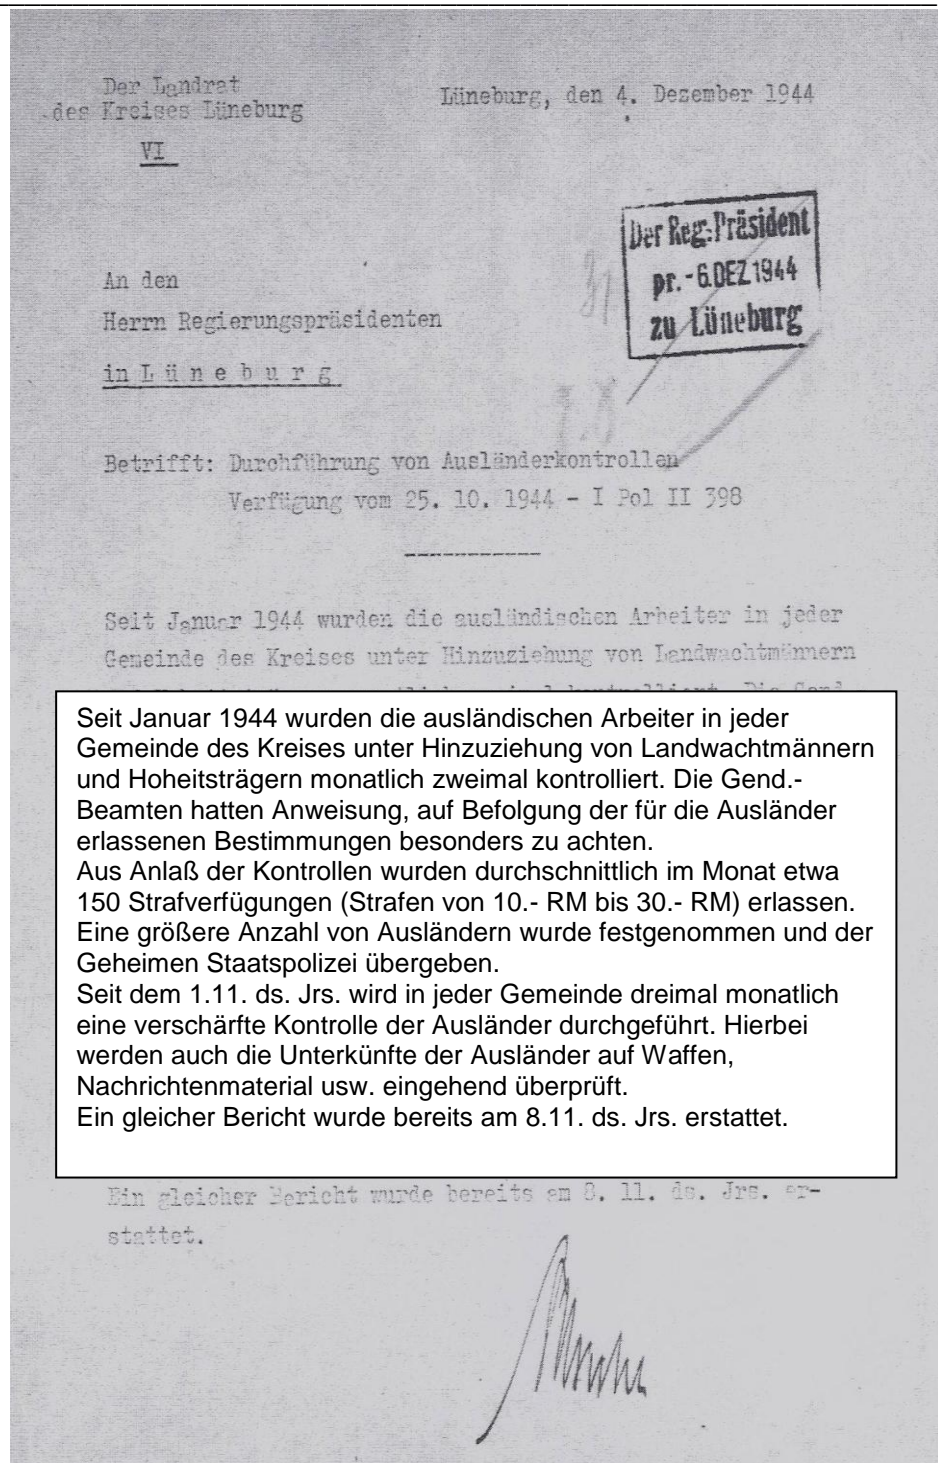 Der Landrat
des Kreises Lüneburg
VI
Lüneburg, den 4. Dezember 1944
Der Reg.-Präsident
pr. - 6. DEZ 1944
zu Lüneburg
An den
Herrn Regierungspräsidenten
in Lüneburg
Betrifft: Durchführung von Ausländerkontrollen
Verfügung vom 25. 10. 1944 - I Pol II 398
Seit Januar 1944 wurden die ausländischen Arbeiter in jeder
Gemeinde des Kreises unter Hinzuziehung von Landwachtmännern
Seit Januar 1944 wurden die ausländischen Arbeiter in jeder
Gemeinde des Kreises unter Hinzuziehung von Landwachtmännern
und Hoheitsträgern monatlich zweimal kontrolliert. Die Gend.-
Beamten hatten Anweisung, auf Befolgung der für die Ausländer
erlassenen Bestimmungen besonders zu achten.
Aus Anlaß der Kontrollen wurden durchschnittlich im Monat etwa
150 Strafverfügungen (Strafen von 10.- RM bis 30.- RM) erlassen.
Eine größere Anzahl von Ausländern wurde festgenommen und der
Geheimen Staatspolizei übergeben.
Seit dem 1.11. ds. Jrs. wird in jeder Gemeinde dreimal monatlich
eine verschärfte Kontrolle der Ausländer durchgeführt. Hierbei
werden auch die Unterkünfte der Ausländer auf Waffen,
Nachrichtenmaterial usw. eingehend überprüft.
Ein gleicher Bericht wurde bereits am 8.11. ds. Jrs. erstattet.
Ein gleicher Bericht wurde bereits am 8. 11. ds. Jrs. er-
stattet.